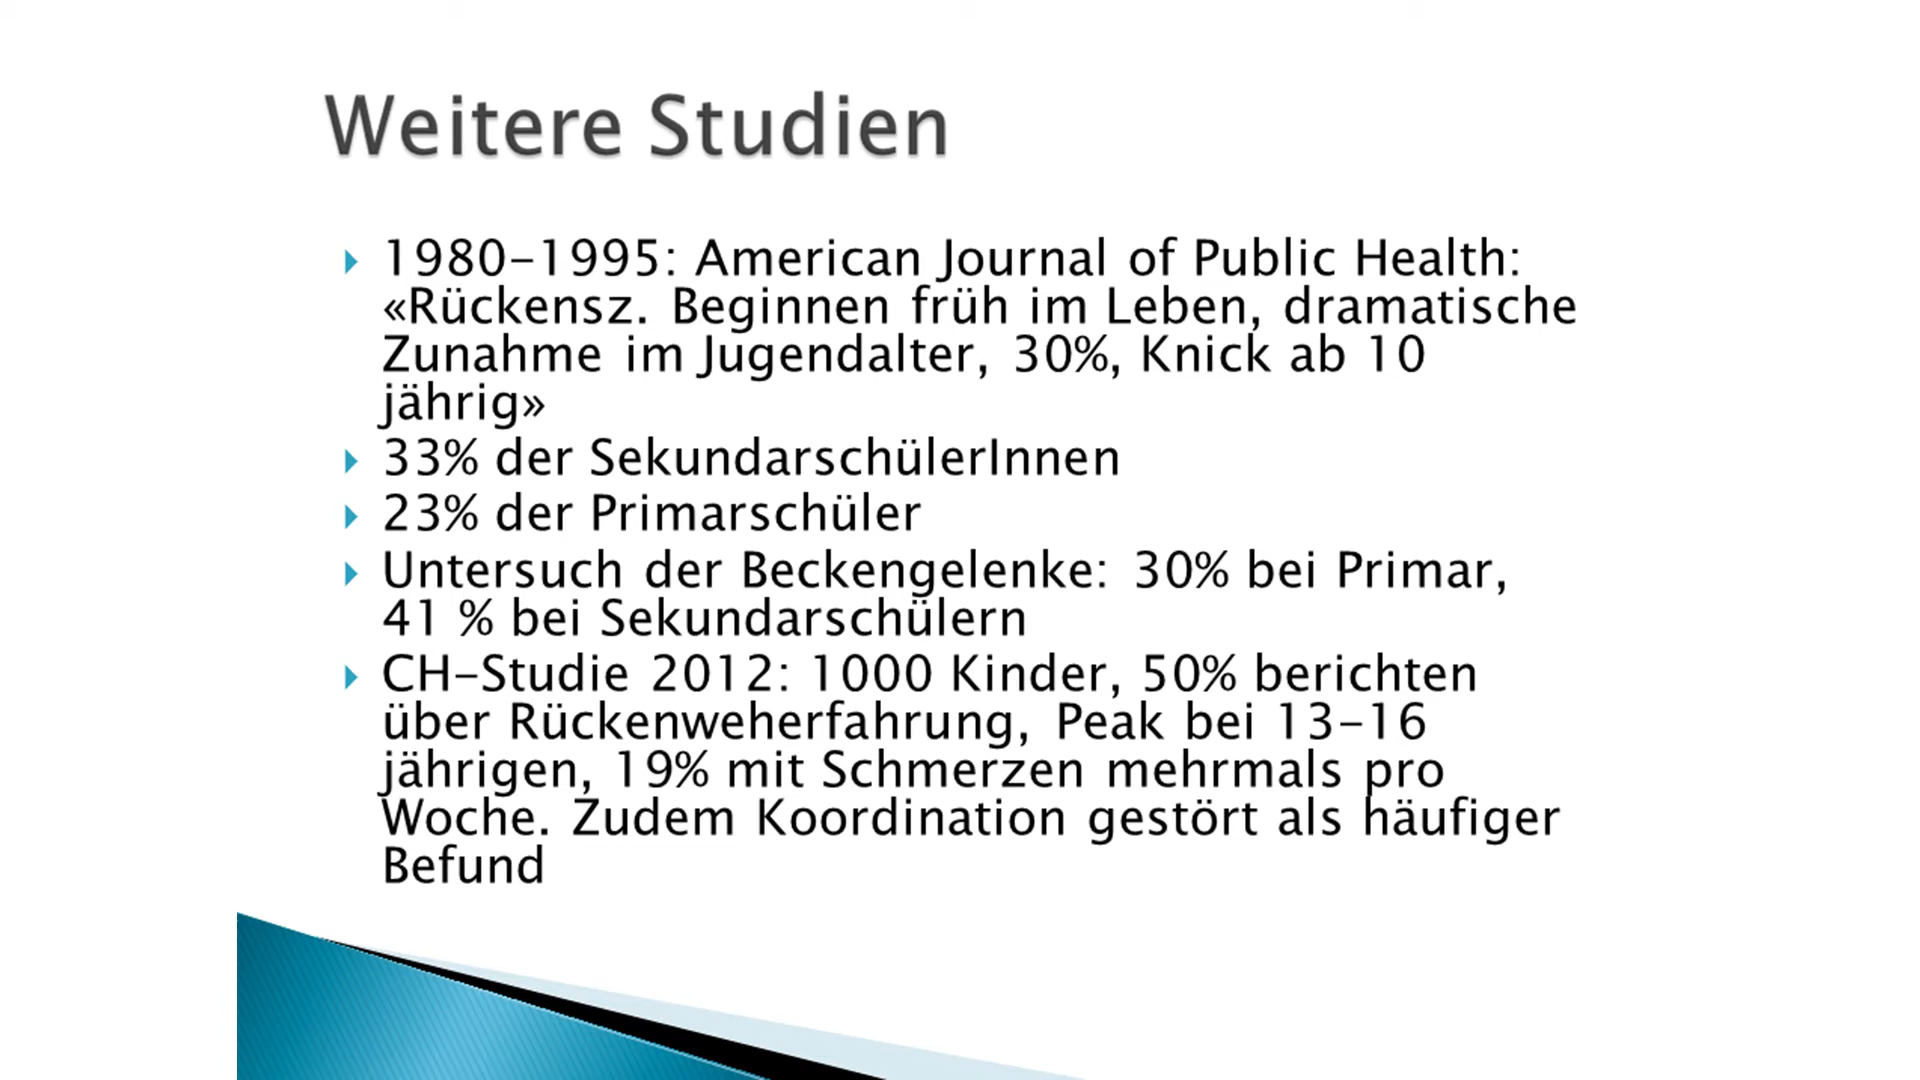 Weitere Studien
1980-1995: American Journal of Public Health:
«Rückensz. Beginnen früh im Leben, dramatische
Zunahme im Jugendalter, 30%, Knick ab 10
jährig»
33% der SekundarschülerInnen
23% der Primarschüler
Untersuch der Beckengelenke: 30% bei Primar,
41 % bei Sekundarschülern
CH-Studie 2012: 1000 Kinder, 50% berichten
über Rückenweherfahrung, Peak bei 13-16
jährigen, 19% mit Schmerzen mehrmals pro
Woche. Zudem Koordination gestört als häufiger
Befund